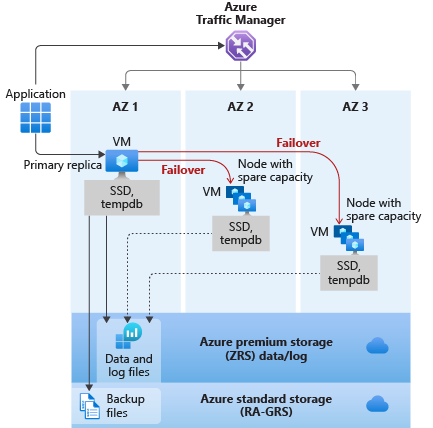 Azure
Traffic Manager
Application
AZ 1
AZ 2
AZ 3
VM
Failover
Primary replica
Failover
Node with
spare capacity
VM
SSD,
tempdb
Node with
spare capacity
VM
SSD,
tempdb
SSD,
tempdb
Data and
log files
Azure premium storage
(ZRS) data/log
Backup
files
Azure standard storage
(RA-GRS)